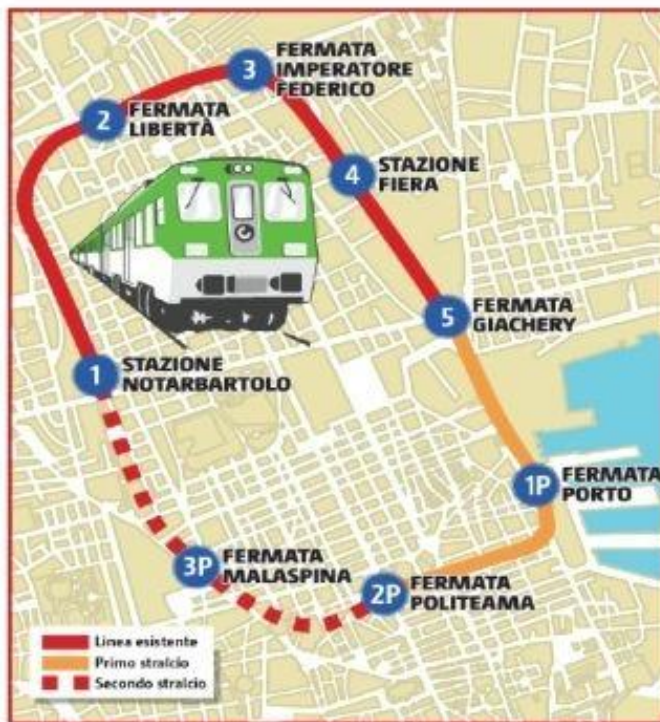 3
FERMATA
IMPERATORE
FEDERICO
2
FERMATA
LIBERTÀ
4
STAZIONE
FIERA
5
FERMATA
GIACHERY
1
STAZIONE
NOTARBARTOLO
1P
FERMATA
PORTO
3P
FERMATA
MALASPINA
2P
FERMATA
POLITEAMA
Linea esistente
Primo stralcio
Secondo stralcio